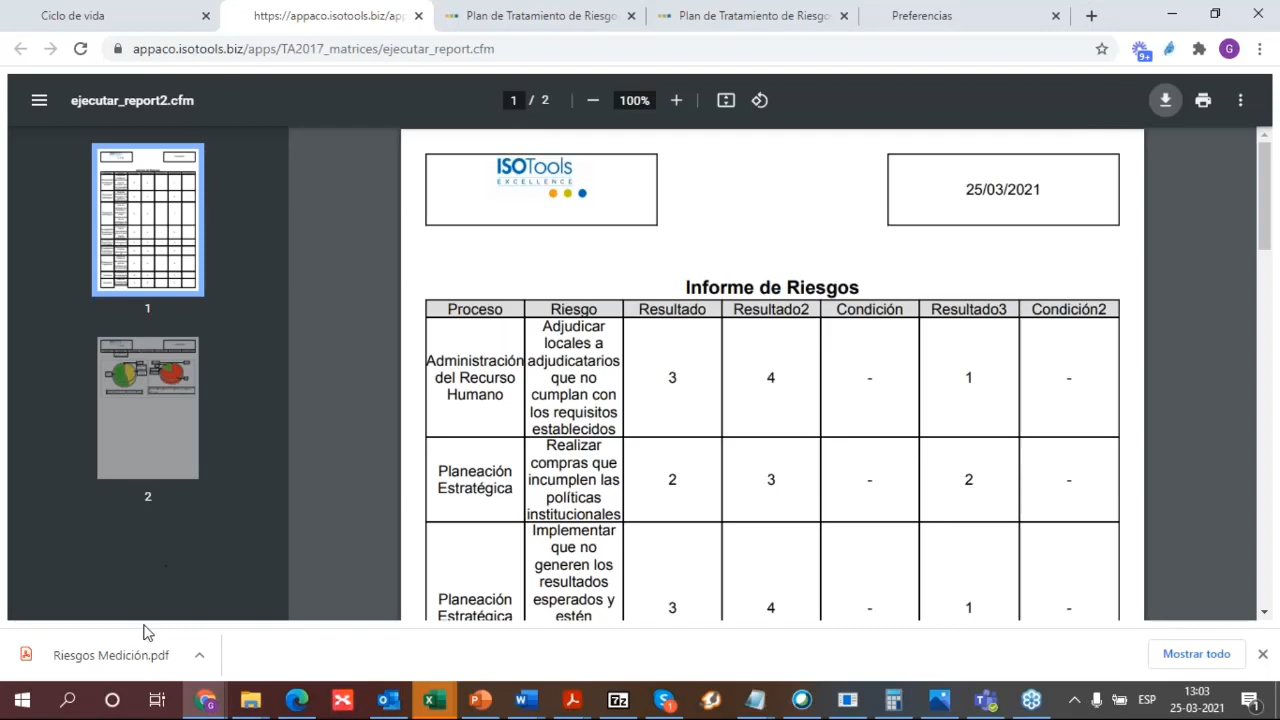 Ciclo de vida
https://appaco.isotools.biz/app
Plan de Tratamiento de Riesgo
Plan de Tratamiento de Riesgo
Preferencias
appaco.isotools.biz/apps/TA2017_matrices/ejecutar_report.cfm
9+
G
ejecutar_report2.cfm
1 / 2
100%
1
2
ISOTools
EXCELLENCE
25/03/2021
Informe de Riesgos
Proceso Riesgo Resultado Resultado2 Condición Resultado3 Condición2
Administración
del Recurso
Humano
Adjudicar
locales a
adjudicatarios
que no
cumplan con
los requisitos
establecidos
3 4 - 1 -
Planeación
Estratégica
Realizar
compras que
incumplen las
políticas
institucionales
2 3 - 2 -
Planeación
Estratégica
Implementar
que no
generen los
resultados
esperados y
estén
3 4 - 1 -
Riesgos Medición.pdf
Mostrar todo
ESP
13:03
25-03-2021